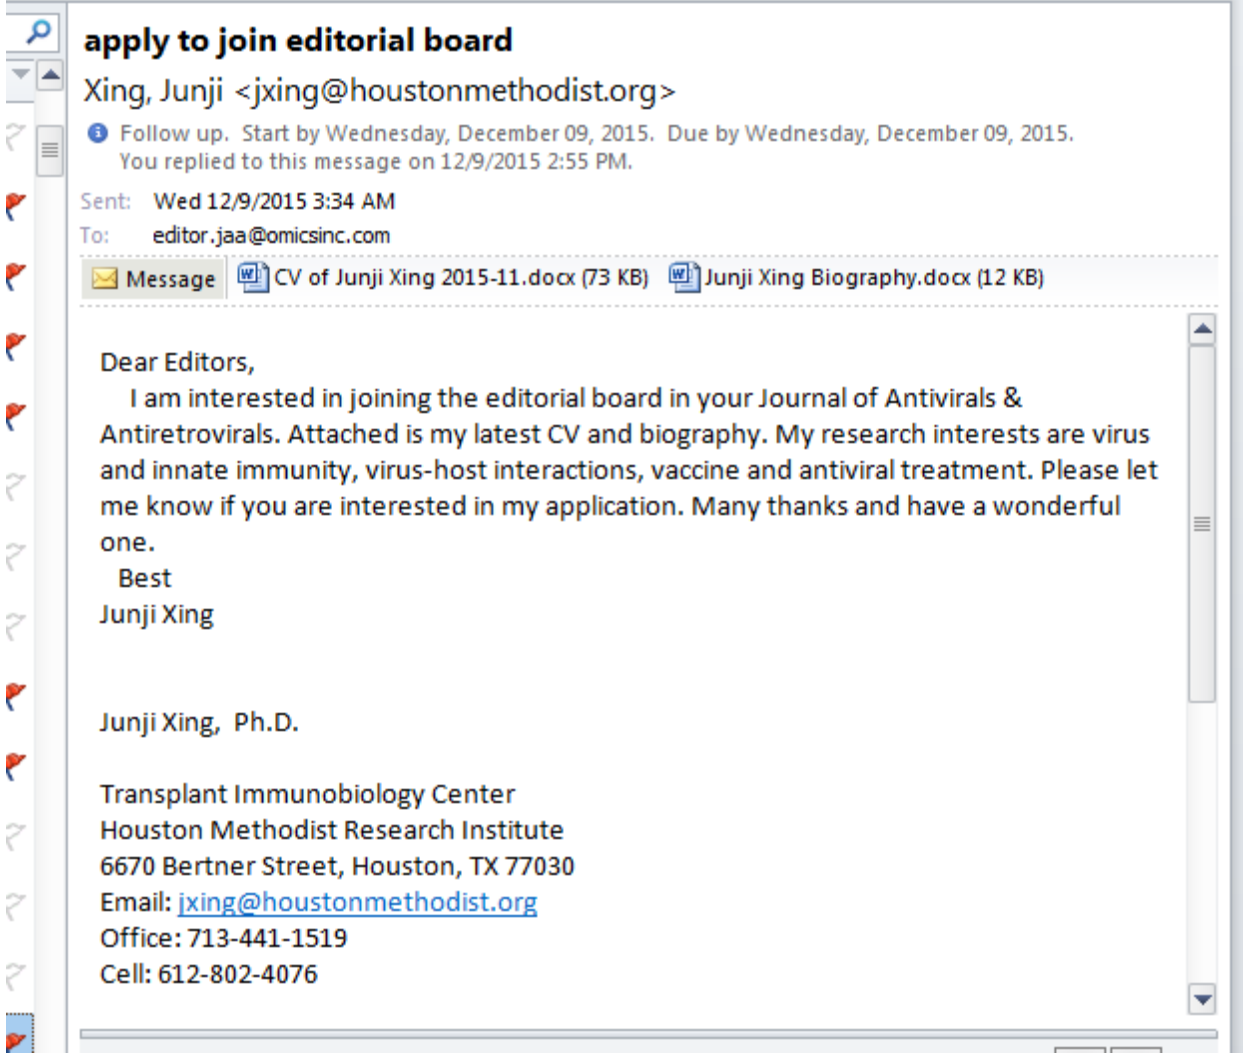 apply to join editorial board
Xing, Junji <jxing@houstonmethodist.org>
Follow up.  Start by Wednesday, December 09, 2015.  Due by Wednesday, December 09, 2015.
You replied to this message on 12/9/2015 2:55 PM.
Sent: Wed 12/9/2015 3:34 AM
To: editor.jaa@omicsinc.com
Message CV of Junji Xing 2015-11.docx (73 KB) Junji Xing Biography.docx (12 KB)
Dear Editors,
I am interested in joining the editorial board in your Journal of Antivirals &
Antiretrovirals. Attached is my latest CV and biography. My research interests are virus
and innate immunity, virus-host interactions, vaccine and antiviral treatment. Please let
me know if you are interested in my application. Many thanks and have a wonderful
one.
Best
Junji Xing
Junji Xing,  Ph.D.
Transplant Immunobiology Center
Houston Methodist Research Institute
6670 Bertner Street, Houston, TX 77030
Email: jxing@houstonmethodist.org
Office: 713-441-1519
Cell: 612-802-4076